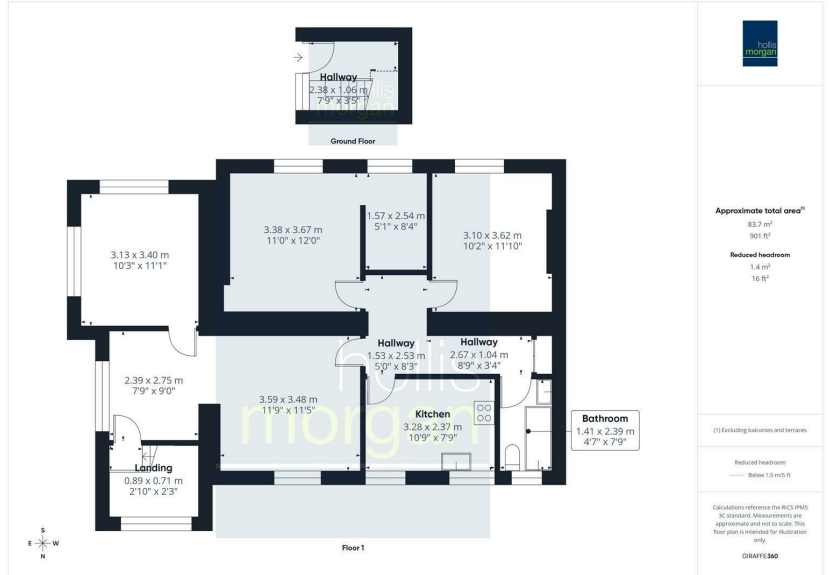 hollis
morgan
Hallway
2.38 x 1.06 m
7'9" x 3'5"
Ground Floor
3.13 x 3.40 m
10'3" x 11'1"
3.38 x 3.67 m
11'0" x 12'0"
1.57 x 2.54 m
5'1" x 8'4"
3.10 x 3.62 m
10'2" x 11'10"
2.39 x 2.75 m
7'9" x 9'0"
3.59 x 3.48 m
11'9" x 11'5"
Hallway
1.53 x 2.53 m
5'0" x 8'3"
Hallway
2.67 x 1.04 m
8'9" x 3'4"
Kitchen
3.28 x 2.37 m
10'9" x 7'9"
Bathroom
1.41 x 2.39 m
4'7" x 7'9"
Landing
0.89 x 0.71 m
2'10" x 2'3"
hollis
morgan
Floor 1
S
E W
N
hollis
morgan
Approximate total area(1)
83.7 m²
901 ft²
Reduced headroom
1.4 m²
16 ft²
(1) Excluding balconies and terraces
Reduced headroom
Below 1.5 m/5 ft
Calculations reference the RICS IPMS
3C standard. Measurements are
approximate and not to scale. This
floor plan is intended for illustration
only.
GIRAFFE360